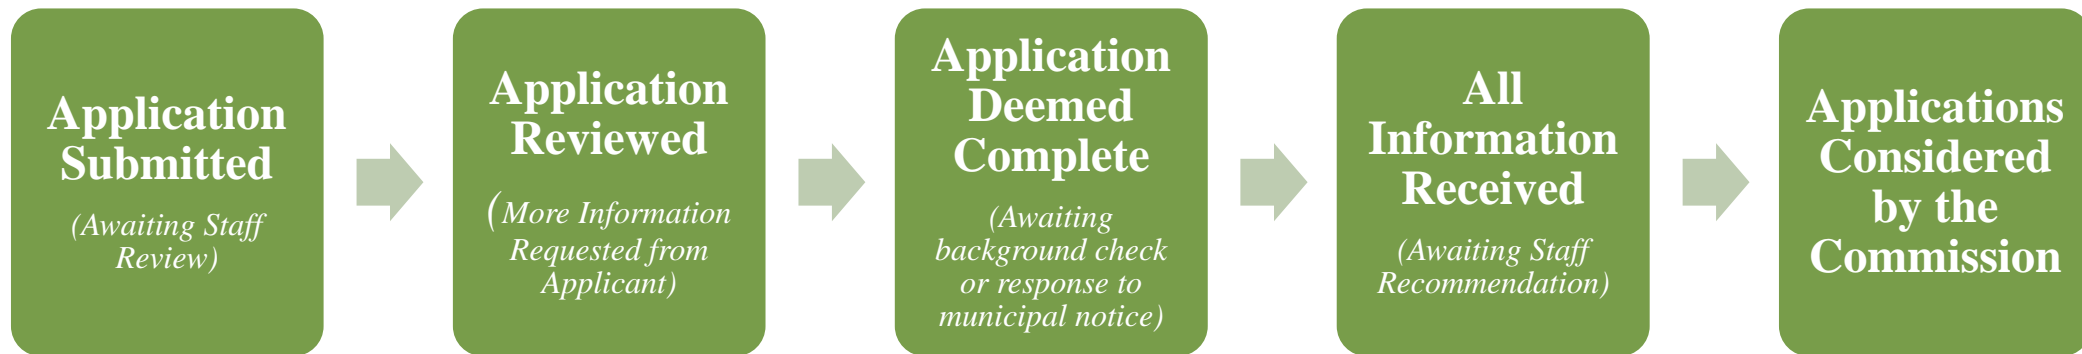 Application
Submitted
(Awaiting Staff
Review)
Application
Reviewed
(More Information
Requested from
Applicant)
Application
Deemed
Complete
(Awaiting
background check
or response to
municipal notice)
All
Information
Received
(Awaiting Staff
Recommendation)
Applications
Considered
by the
Commission